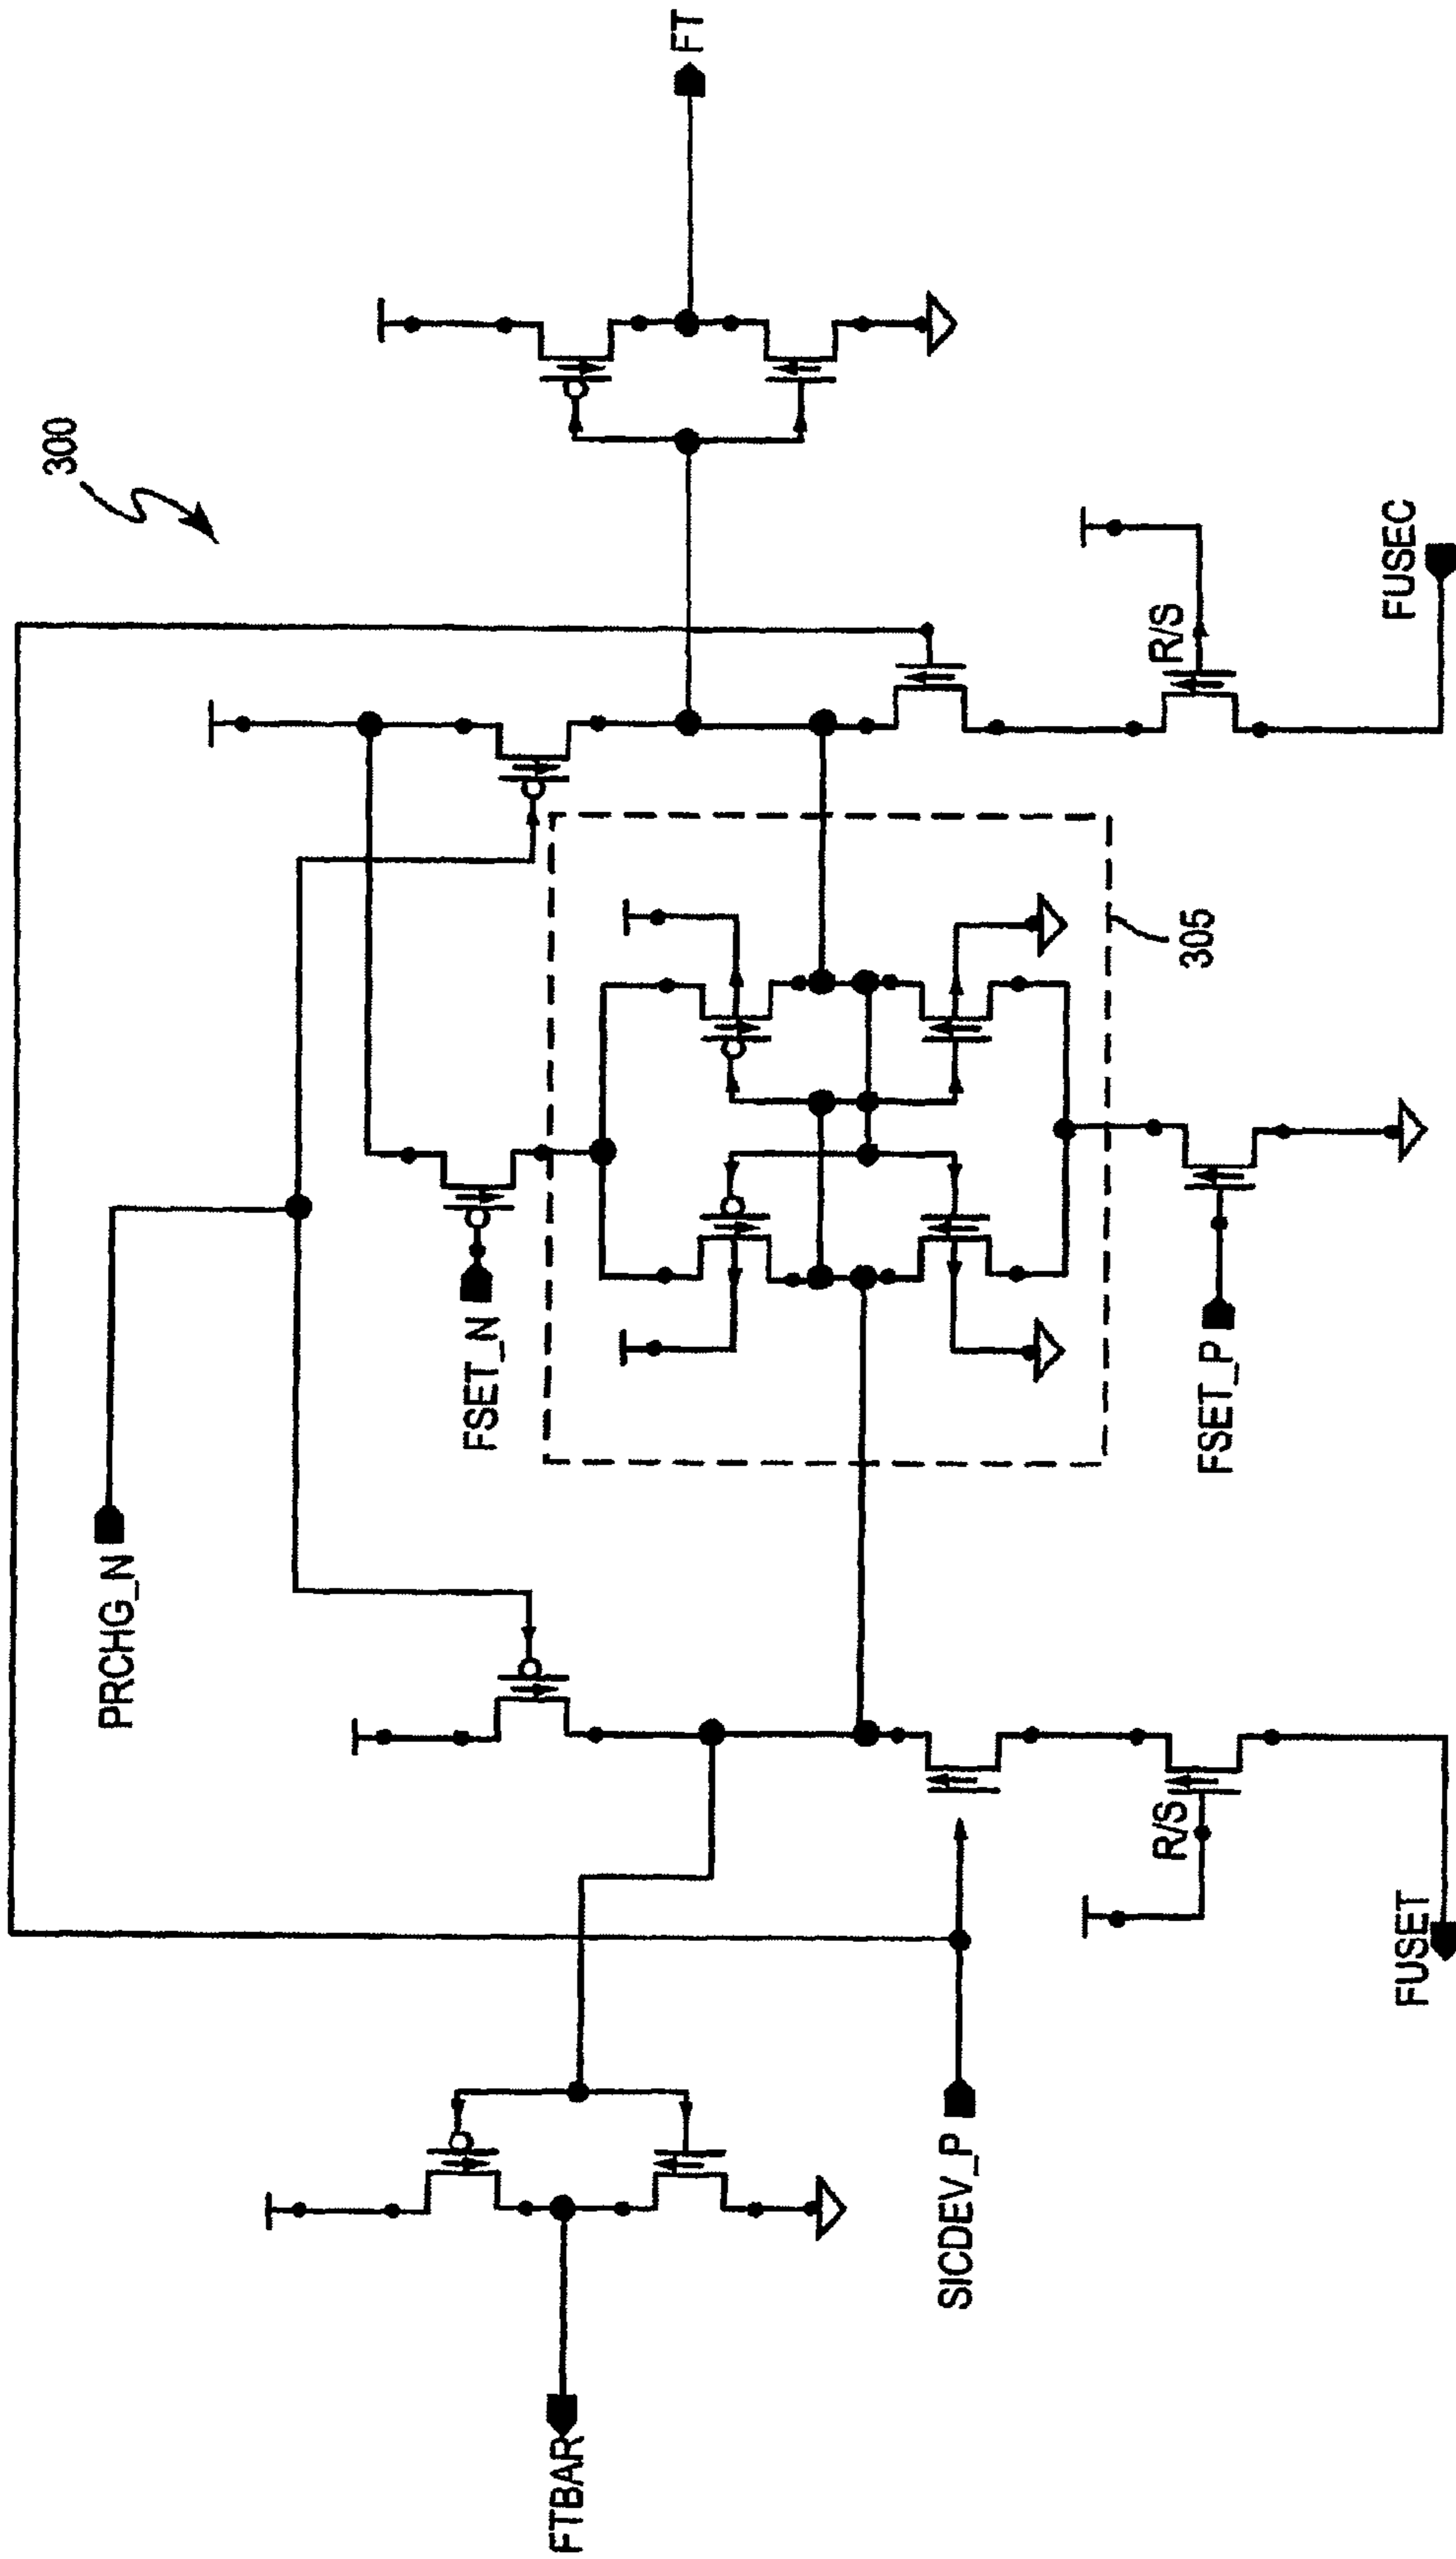 300
FT
PRCHG_N
FSET_N
305
FSET_P
R/S
FUSEC
R/S
FUSET
SICDEV_P
FTBAR